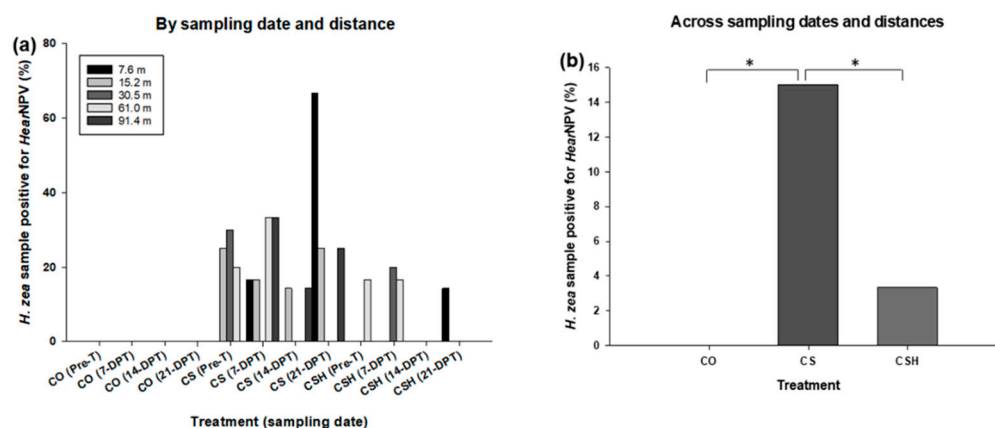 By sampling date and distance
(a)
80
60
40
20
0
H. zea sample positive for HearNPV (%)
7.6 m
15.2 m
30.5 m
61.0 m
91.4 m
CO (Pre-T)
CO (7-DPT)
CO (14-DPT)
CO (21-DPT)
CS (Pre-T)
CS (7-DPT)
CS (14-DPT)
CS (21-DPT)
CSH (Pre-T)
CSH (7-DPT)
CSH (14-DPT)
CSH (21-DPT)
Treatment (sampling date)
Across sampling dates and distances
(b)
16
14
12
10
8
6
4
2
0
H. zea sample positive for HearNPV (%)
* *
CO CS CSH
Treatment